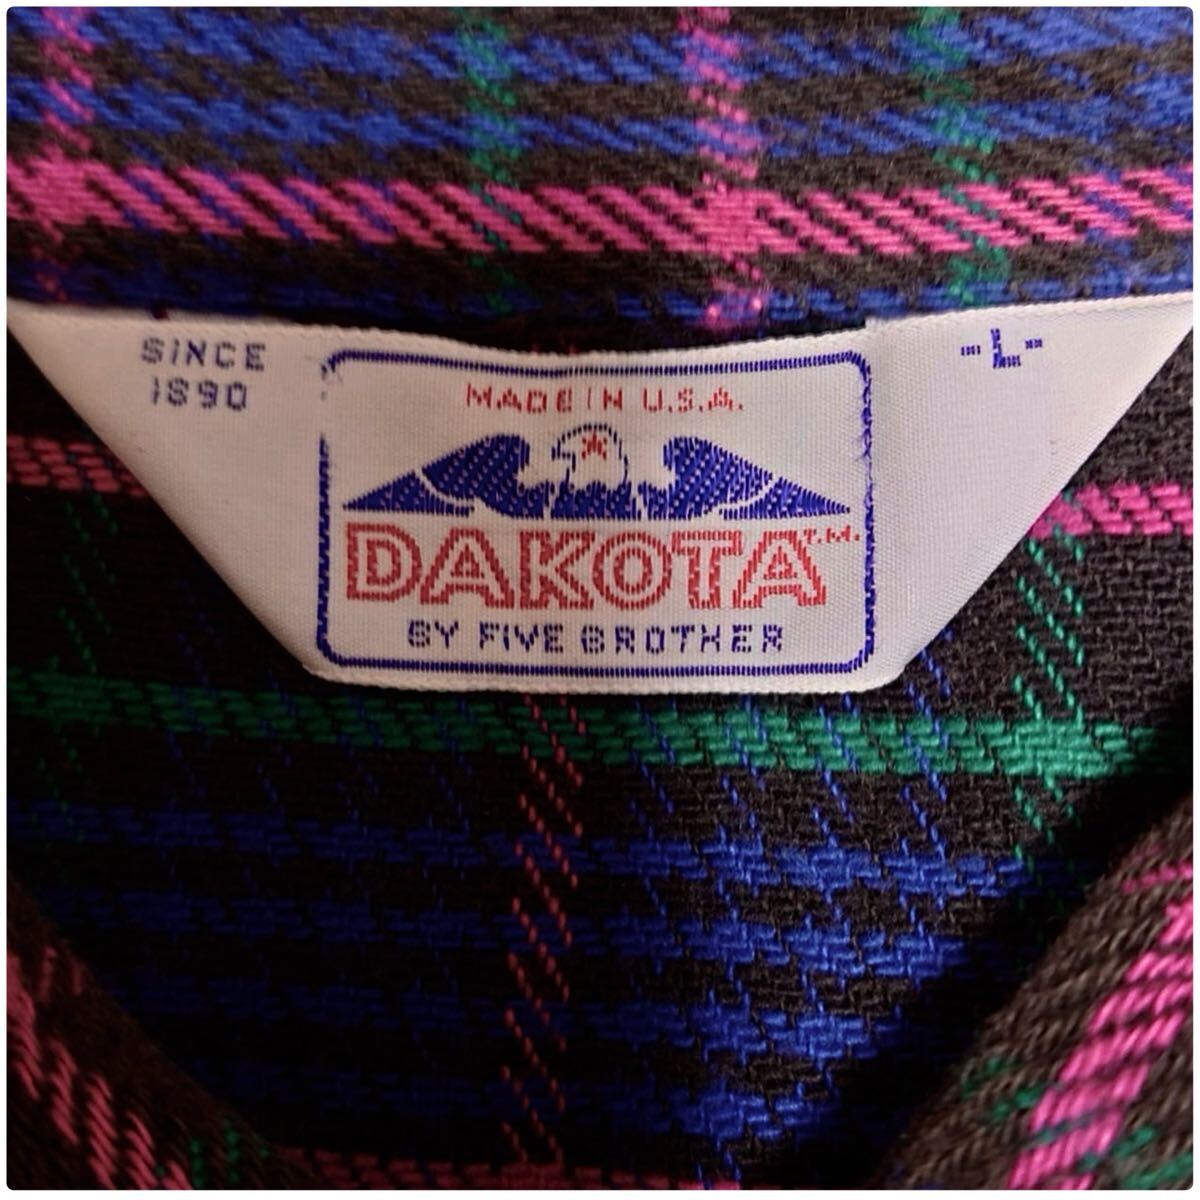 SINCE
1890
MADE IN U.S.A.
DAKOTA T.M.
BY FIVE BROTHER
-L-